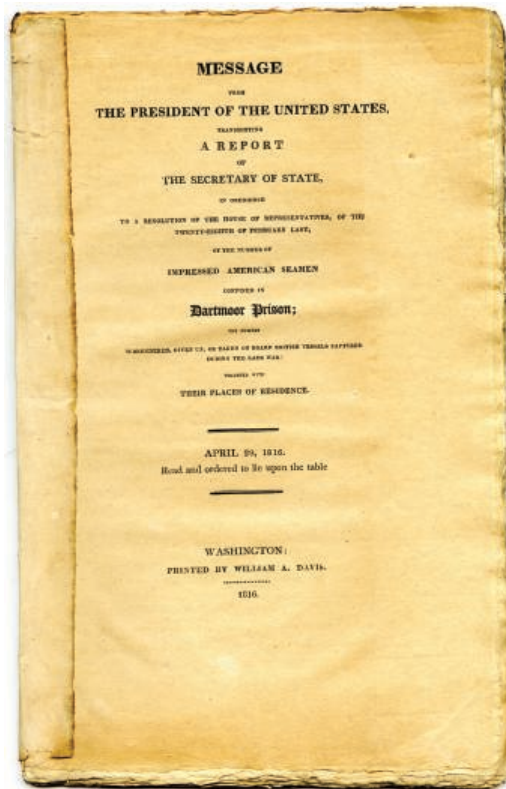 MESSAGE
FROM
THE PRESIDENT OF THE UNITED STATES,
TRANSMITTING
A REPORT
OF
THE SECRETARY OF STATE,
IN OBEDIENCE
TO A RESOLUTION OF THE HOUSE OF REPRESENTATIVES, OF THE
TWENTY-EIGHTH OF FEBRUARY LAST,
OF THE NUMBER OF
IMPRESSED AMERICAN SEAMEN
CONFINED IN
Dartmoor Prison;
THE NUMBER
SURRENDERED, GIVEN UP, OR TAKEN ON BOARD BRITISH VESSELS CAPTURED
DURING THE LATE WAR:
TOGETHER WITH
THEIR PLACES OF RESIDENCE.
APRIL 29, 1816.
Read and ordered to lie upon the table
WASHINGTON:
PRINTED BY WILLIAM A. DAVIS.
1816.